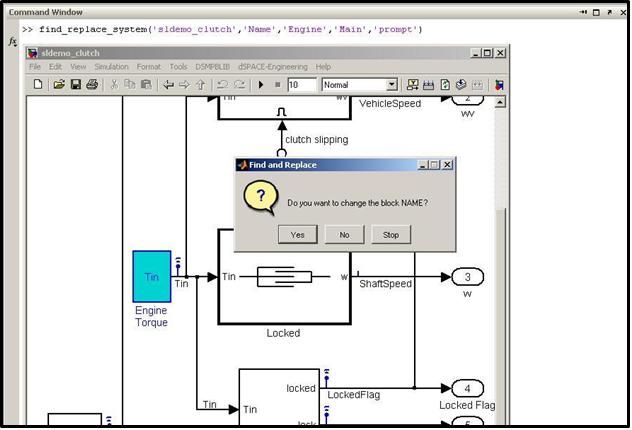 Command Window
>> find_replace_system('sldemo_clutch','Name','Engine','Main','prompt')
fx
sldemo_clutch
File Edit View Simulation Format Tools DSMPBLIB dSPACE-Engineering Help
10 Normal
Tin wv VehicleSpeed 2
wv
clutch slipping
Find and Replace
? Do you want to change the block NAME?
Yes No Stop
Tin Tin Tin w ShaftSpeed 3
w
Engine
Torque
Locked
locked LockedFlag 4
Tin Tin Locked Flag
5